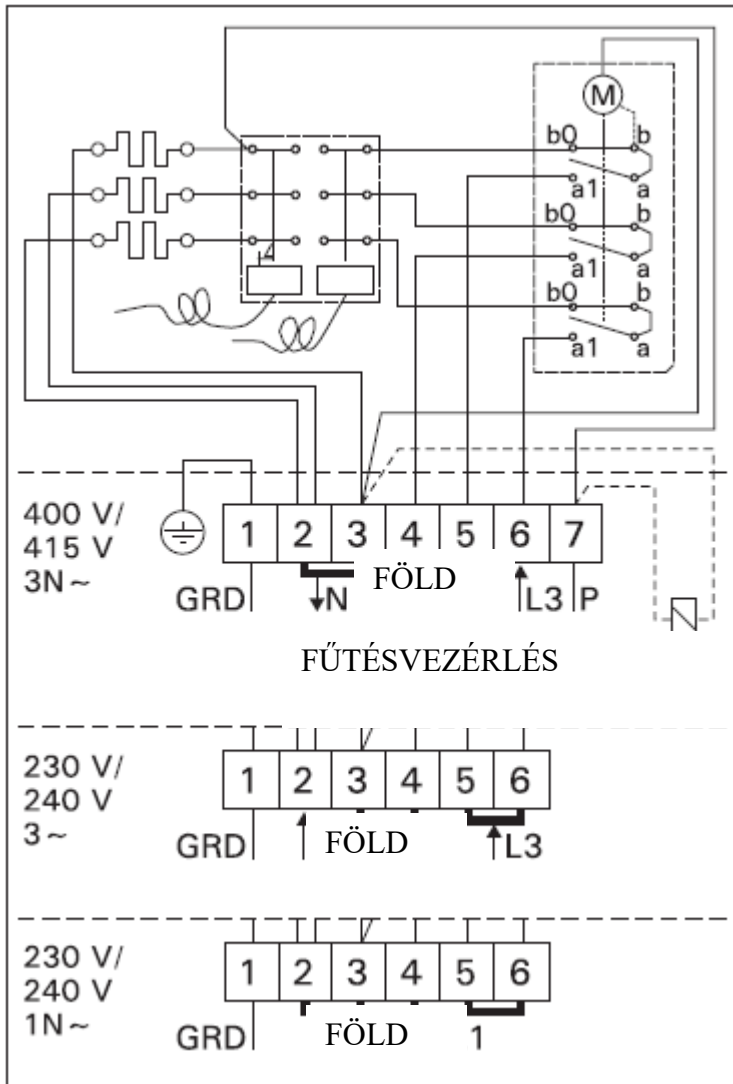 M
b0 b
a1 a
b0 b
a1 a
b0 b
a1 a
400 V/
415 V
3N ~
1 2 3 4 5 6 7
GRD N FÖLD L3 P
FŰTÉSVEZÉRLÉS
230 V/
240 V
3 ~
1 2 3 4 5 6
GRD FÖLD L3
230 V/
240 V
1N ~
1 2 3 4 5 6
GRD FÖLD 1